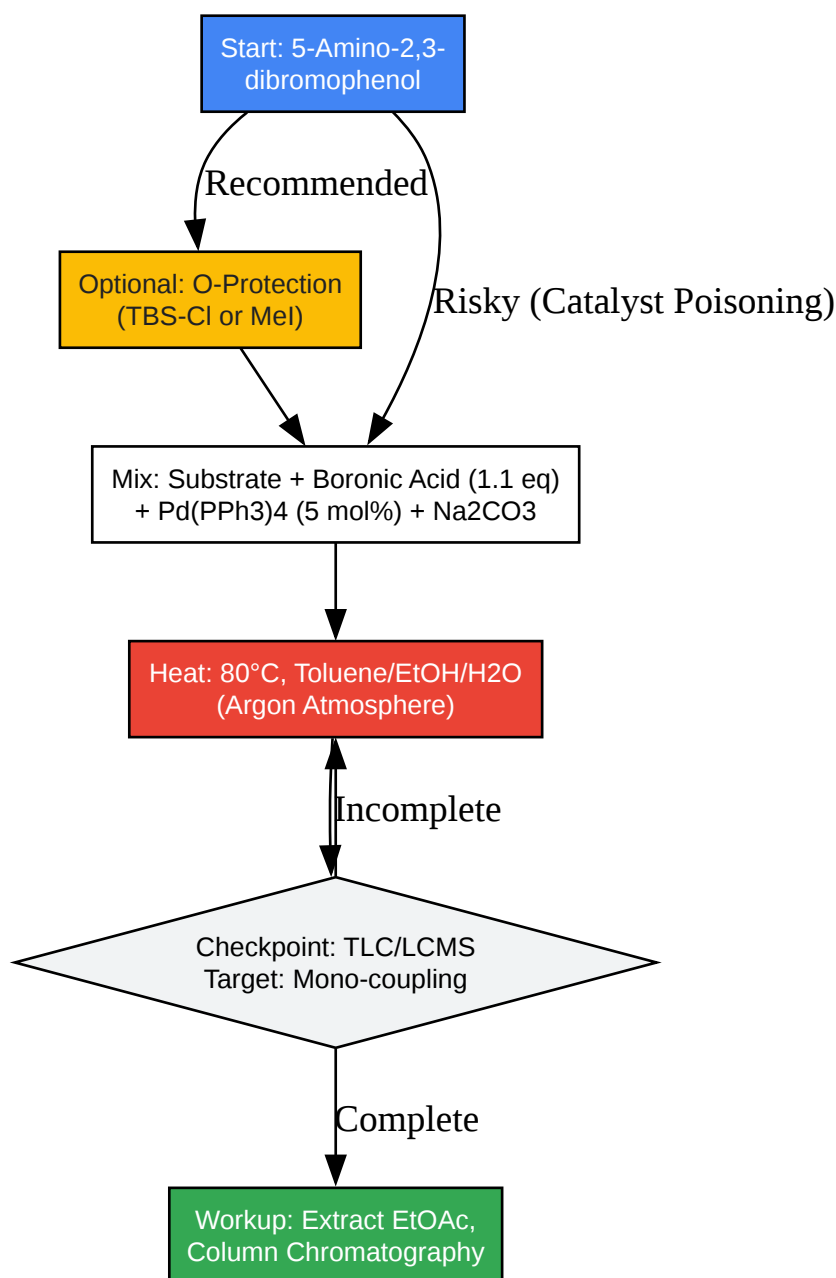 Start: 5-Amino-2,3-
dibromophenol
Recommended
Optional: O-Protection
(TBS-Cl or MeI)
Risky (Catalyst Poisoning)
Mix: Substrate + Boronic Acid (1.1 eq)
+ Pd(PPh3)4 (5 mol%) + Na2CO3
Heat: 80°C, Toluene/EtOH/H2O
(Argon Atmosphere)
Incomplete
Checkpoint: TLC/LCMS
Target: Mono-coupling
Complete
Workup: Extract EtOAc,
Column Chromatography